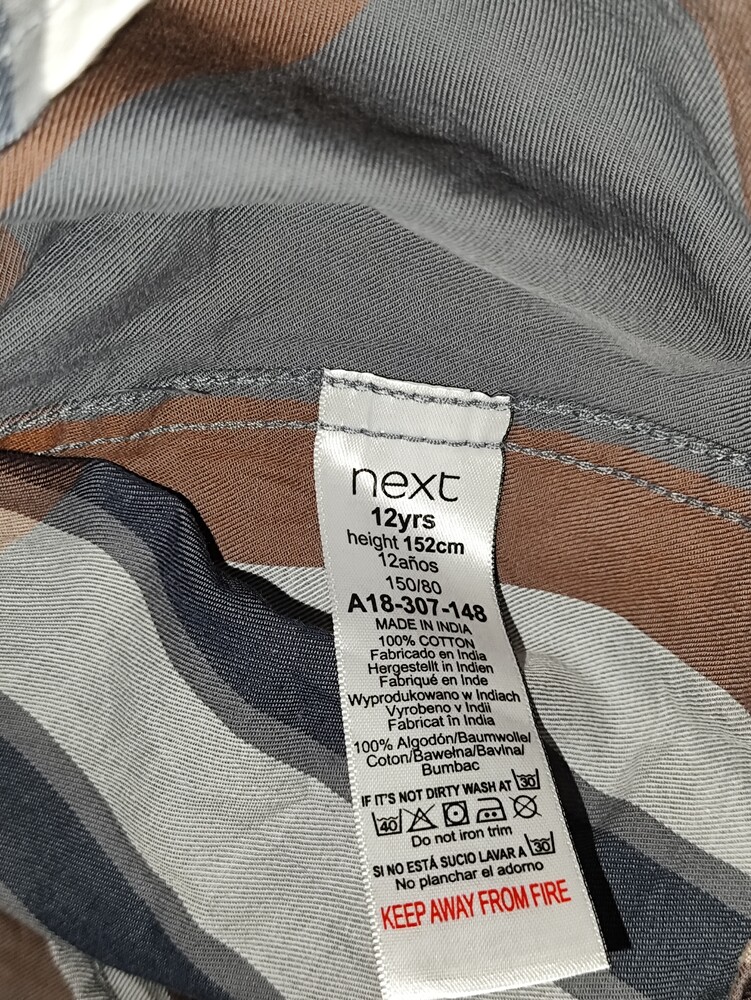 next
12yrs
height 152cm
12años
150/80
A18-307-148
MADE IN INDIA
100% COTTON
Fabricado en India
Hergestellt in Indien
Fabriqué en Inde
Wyprodukowano w Indiach
Vyrobeno v Indii
Fabricat în India
100% Algodón/Baumwolle/
Coton/Bawełna/Bavlna/
Bumbac
IF IT'S NOT DIRTY WASH AT 30
40
Do not iron trim
SI NO ESTÁ SUCIO LAVAR A 30
No planchar el adorno
KEEP AWAY FROM FIRE